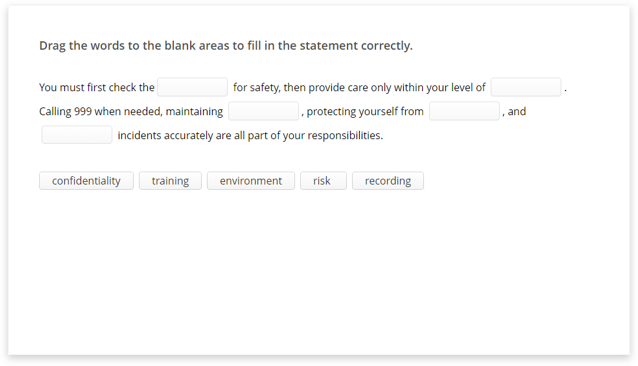 Drag the words to the blank areas to fill in the statement correctly.
You must first check the for safety, then provide care only within your level of .
Calling 999 when needed, maintaining , protecting yourself from , and
incidents accurately are all part of your responsibilities.
confidentiality training environment risk recording